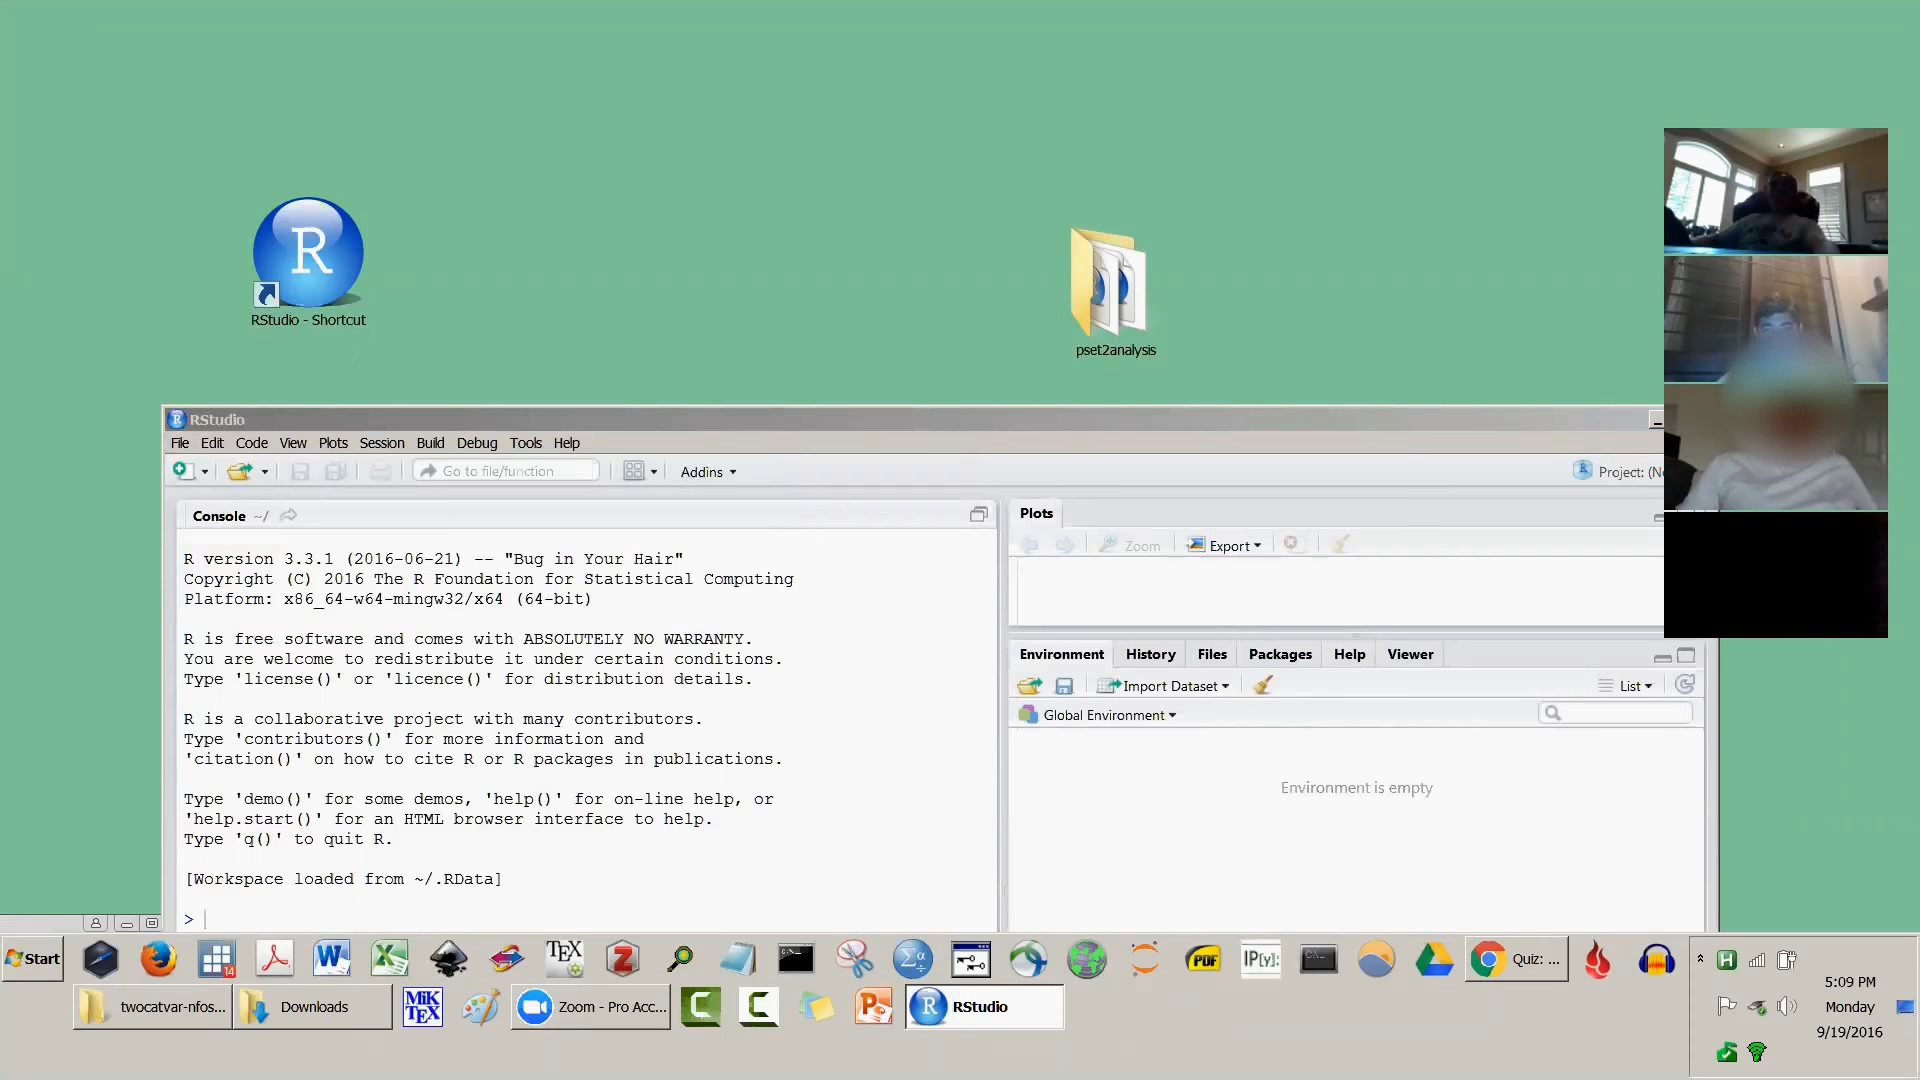 R
RStudio - Shortcut
pset2analysis
R RStudio
File Edit Code View Plots Session Build Debug Tools Help
Go to file/function
Addins
Project: (N
Console ~/
R version 3.3.1 (2016-06-21) -- "Bug in Your Hair"
Copyright (C) 2016 The R Foundation for Statistical Computing
Platform: x86_64-w64-mingw32/x64 (64-bit)
R is free software and comes with ABSOLUTELY NO WARRANTY.
You are welcome to redistribute it under certain conditions.
Type 'license()' or 'licence()' for distribution details.
R is a collaborative project with many contributors.
Type 'contributors()' for more information and
'citation()' on how to cite R or R packages in publications.
Type 'demo()' for some demos, 'help()' for on-line help, or
'help.start()' for an HTML browser interface to help.
Type 'q()' to quit R.
[Workspace loaded from ~/.RData]
>
Plots
Zoom Export
Environment History Files Packages Help Viewer
Import Dataset List
Global Environment
Environment is empty
Start
14
W
X
TEX
Z
Σα
PDF
IP[y]:
Quiz: ...
H
twocatvar-nfos...
Downloads
MiKTEX
Zoom - Pro Acc...
C
C
P
R RStudio
5:09 PM
Monday
9/19/2016